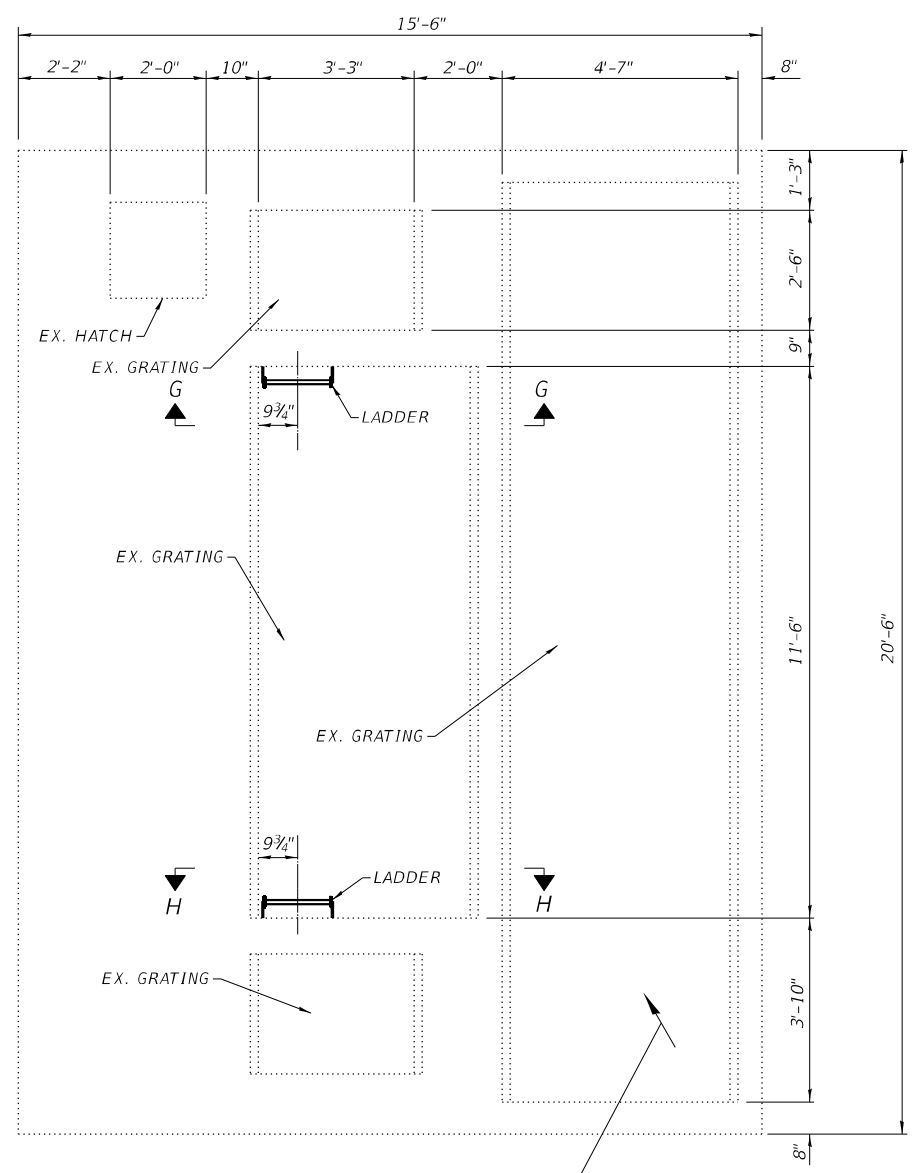 15'-6"
2'-2" 2'-0" 10" 3'-3" 2'-0" 4'-7" 8"
1'-3"
2'-6"
EX. HATCH
9"
EX. GRATING
G G
9¾" LADDER
EX. GRATING
11'-6" 20'-6"
EX. GRATING
9¾"
LADDER
H H
EX. GRATING
3'-10"
8"